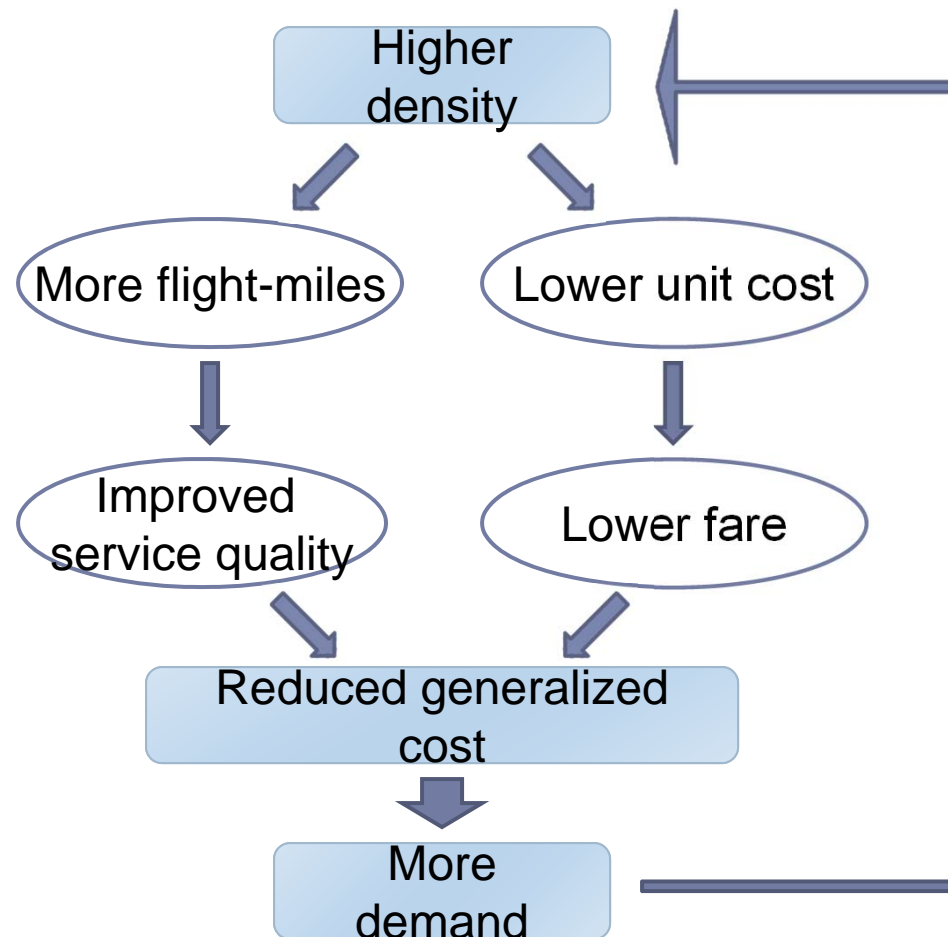 Higher
density
More flight-miles
Lower unit cost
Improved
service quality
Lower fare
Reduced generalized
cost
More
demand